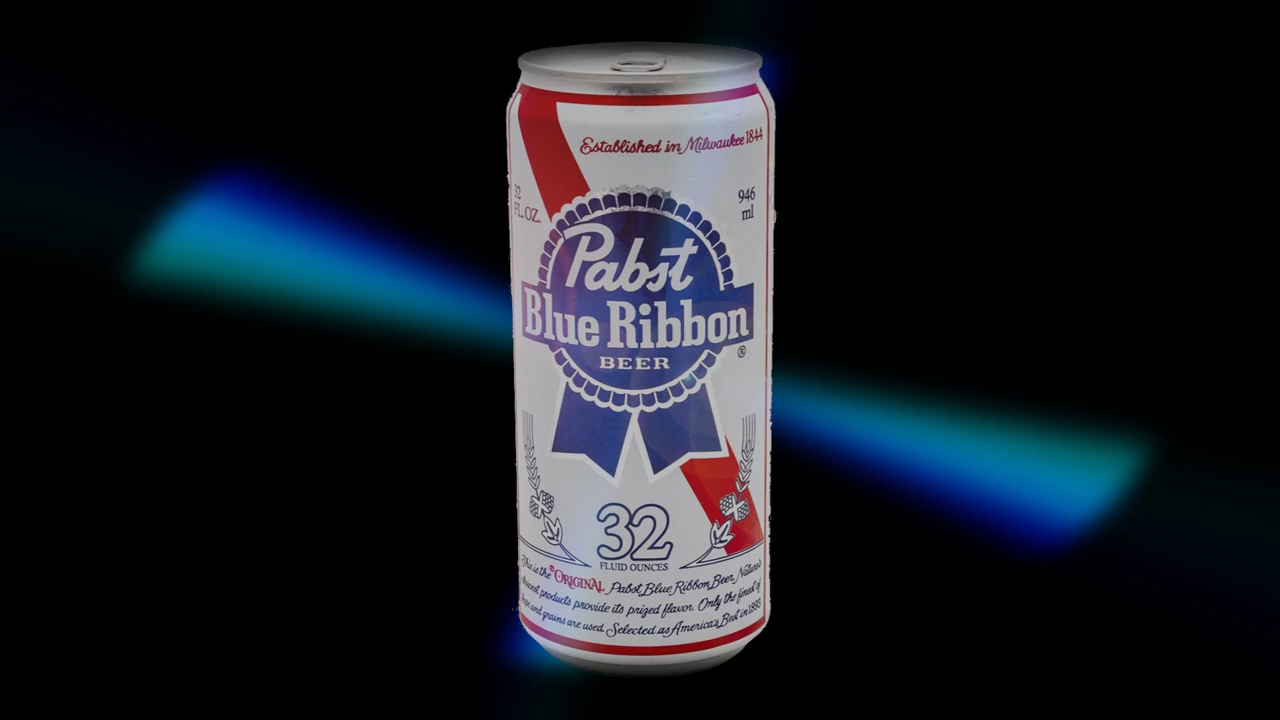 Established in Milwaukee 1844
32
FL. OZ.
946
ml
Pabst
Blue Ribbon
®
BEER
32
FLUID OUNCES
This is the ORIGINAL Pabst Blue Ribbon Beer. Nature's
choicest products provide its prized flavor. Only the finest of
hops and grains are used. Selected as America's Best in 1893